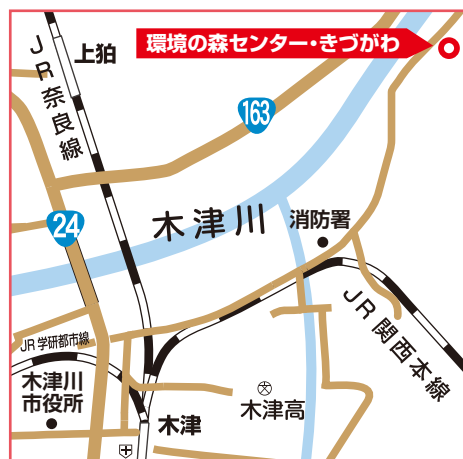 環境の森センター・きづがわ
上狛
JR奈良線
163
木津川
24
消防署
JR 学研都市線
JR関西本線
木津川
市役所
木津高
木津